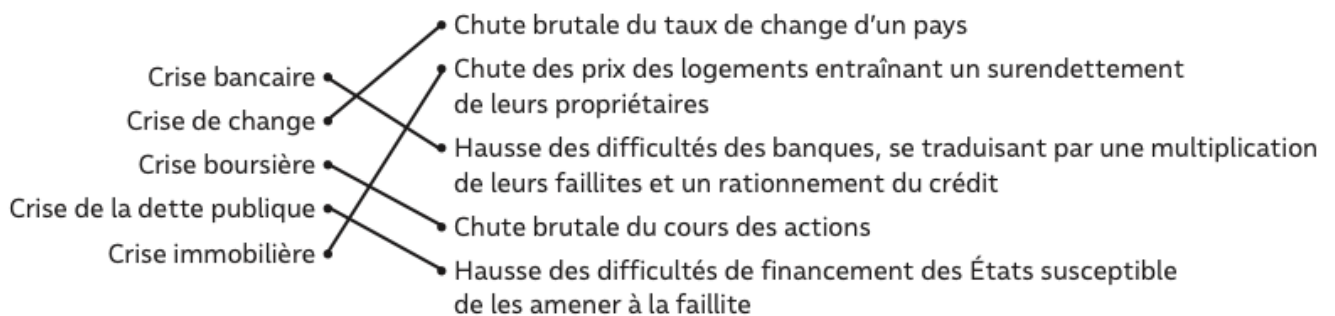 Crise bancaire
Crise de change
Crise boursière
Crise de la dette publique
Crise immobilière
Chute brutale du taux de change d’un pays
Chute des prix des logements entraînant un surendettement
de leurs propriétaires
Hausse des difficultés des banques, se traduisant par une multiplication
de leurs faillites et un rationnement du crédit
Chute brutale du cours des actions
Hausse des difficultés de financement des États susceptible
de les amener à la faillite